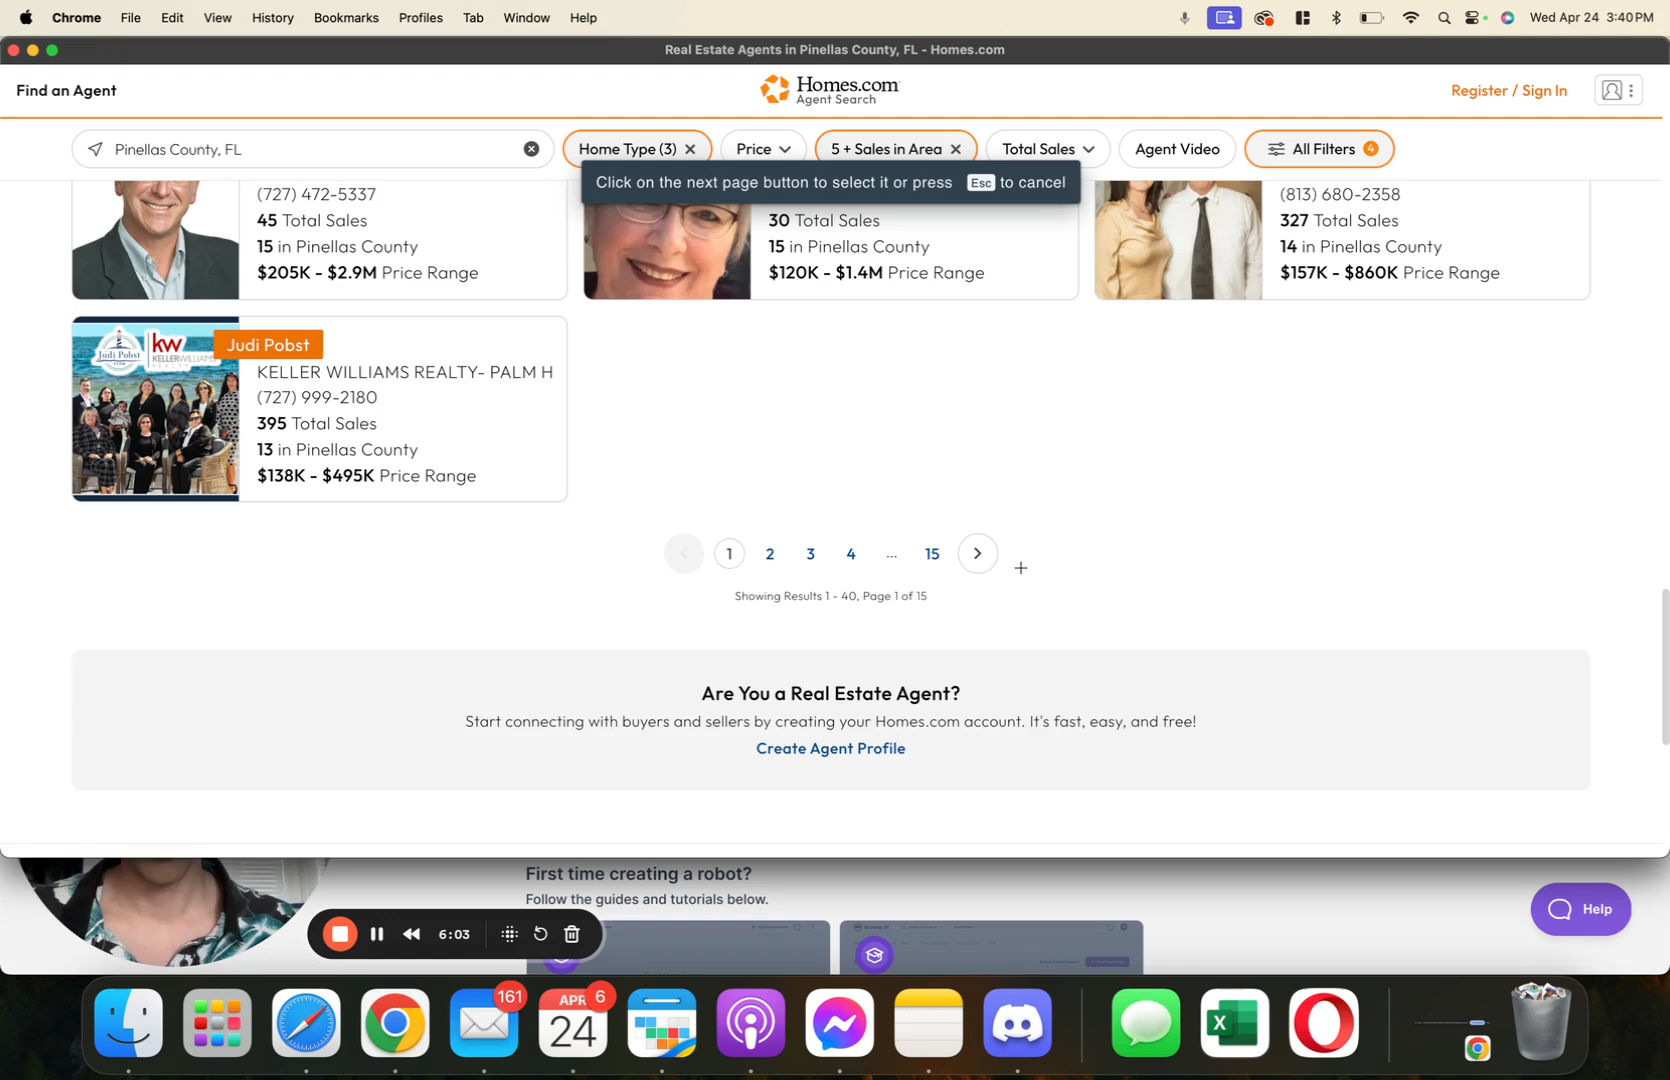 Chrome File Edit View History Bookmarks Profiles Tab Window Help Wed Apr 24 3:40 PM
Real Estate Agents in Pinellas County, FL - Homes.com
Find an Agent
Homes.com
Agent Search
Register / Sign In
Pinellas County, FL
Home Type (3)
Price
5 + Sales in Area
Total Sales
Agent Video
All Filters 4
Click on the next page button to select it or press Esc to cancel
(727) 472-5337
45 Total Sales
15 in Pinellas County
$205K - $2.9M Price Range
30 Total Sales
15 in Pinellas County
$120K - $1.4M Price Range
(813) 680-2358
327 Total Sales
14 in Pinellas County
$157K - $860K Price Range
Judi Pobst
kw
KELLERWILLIAMS
Judi Pobst
KELLER WILLIAMS REALTY- PALM H
(727) 999-2180
395 Total Sales
13 in Pinellas County
$138K - $495K Price Range
1 2 3 4 ... 15
Showing Results 1 - 40, Page 1 of 15
Are You a Real Estate Agent?
Start connecting with buyers and sellers by creating your Homes.com account. It's fast, easy, and free!
Create Agent Profile
First time creating a robot?
Follow the guides and tutorials below.
6:03
Help
161
APR
6
24
X